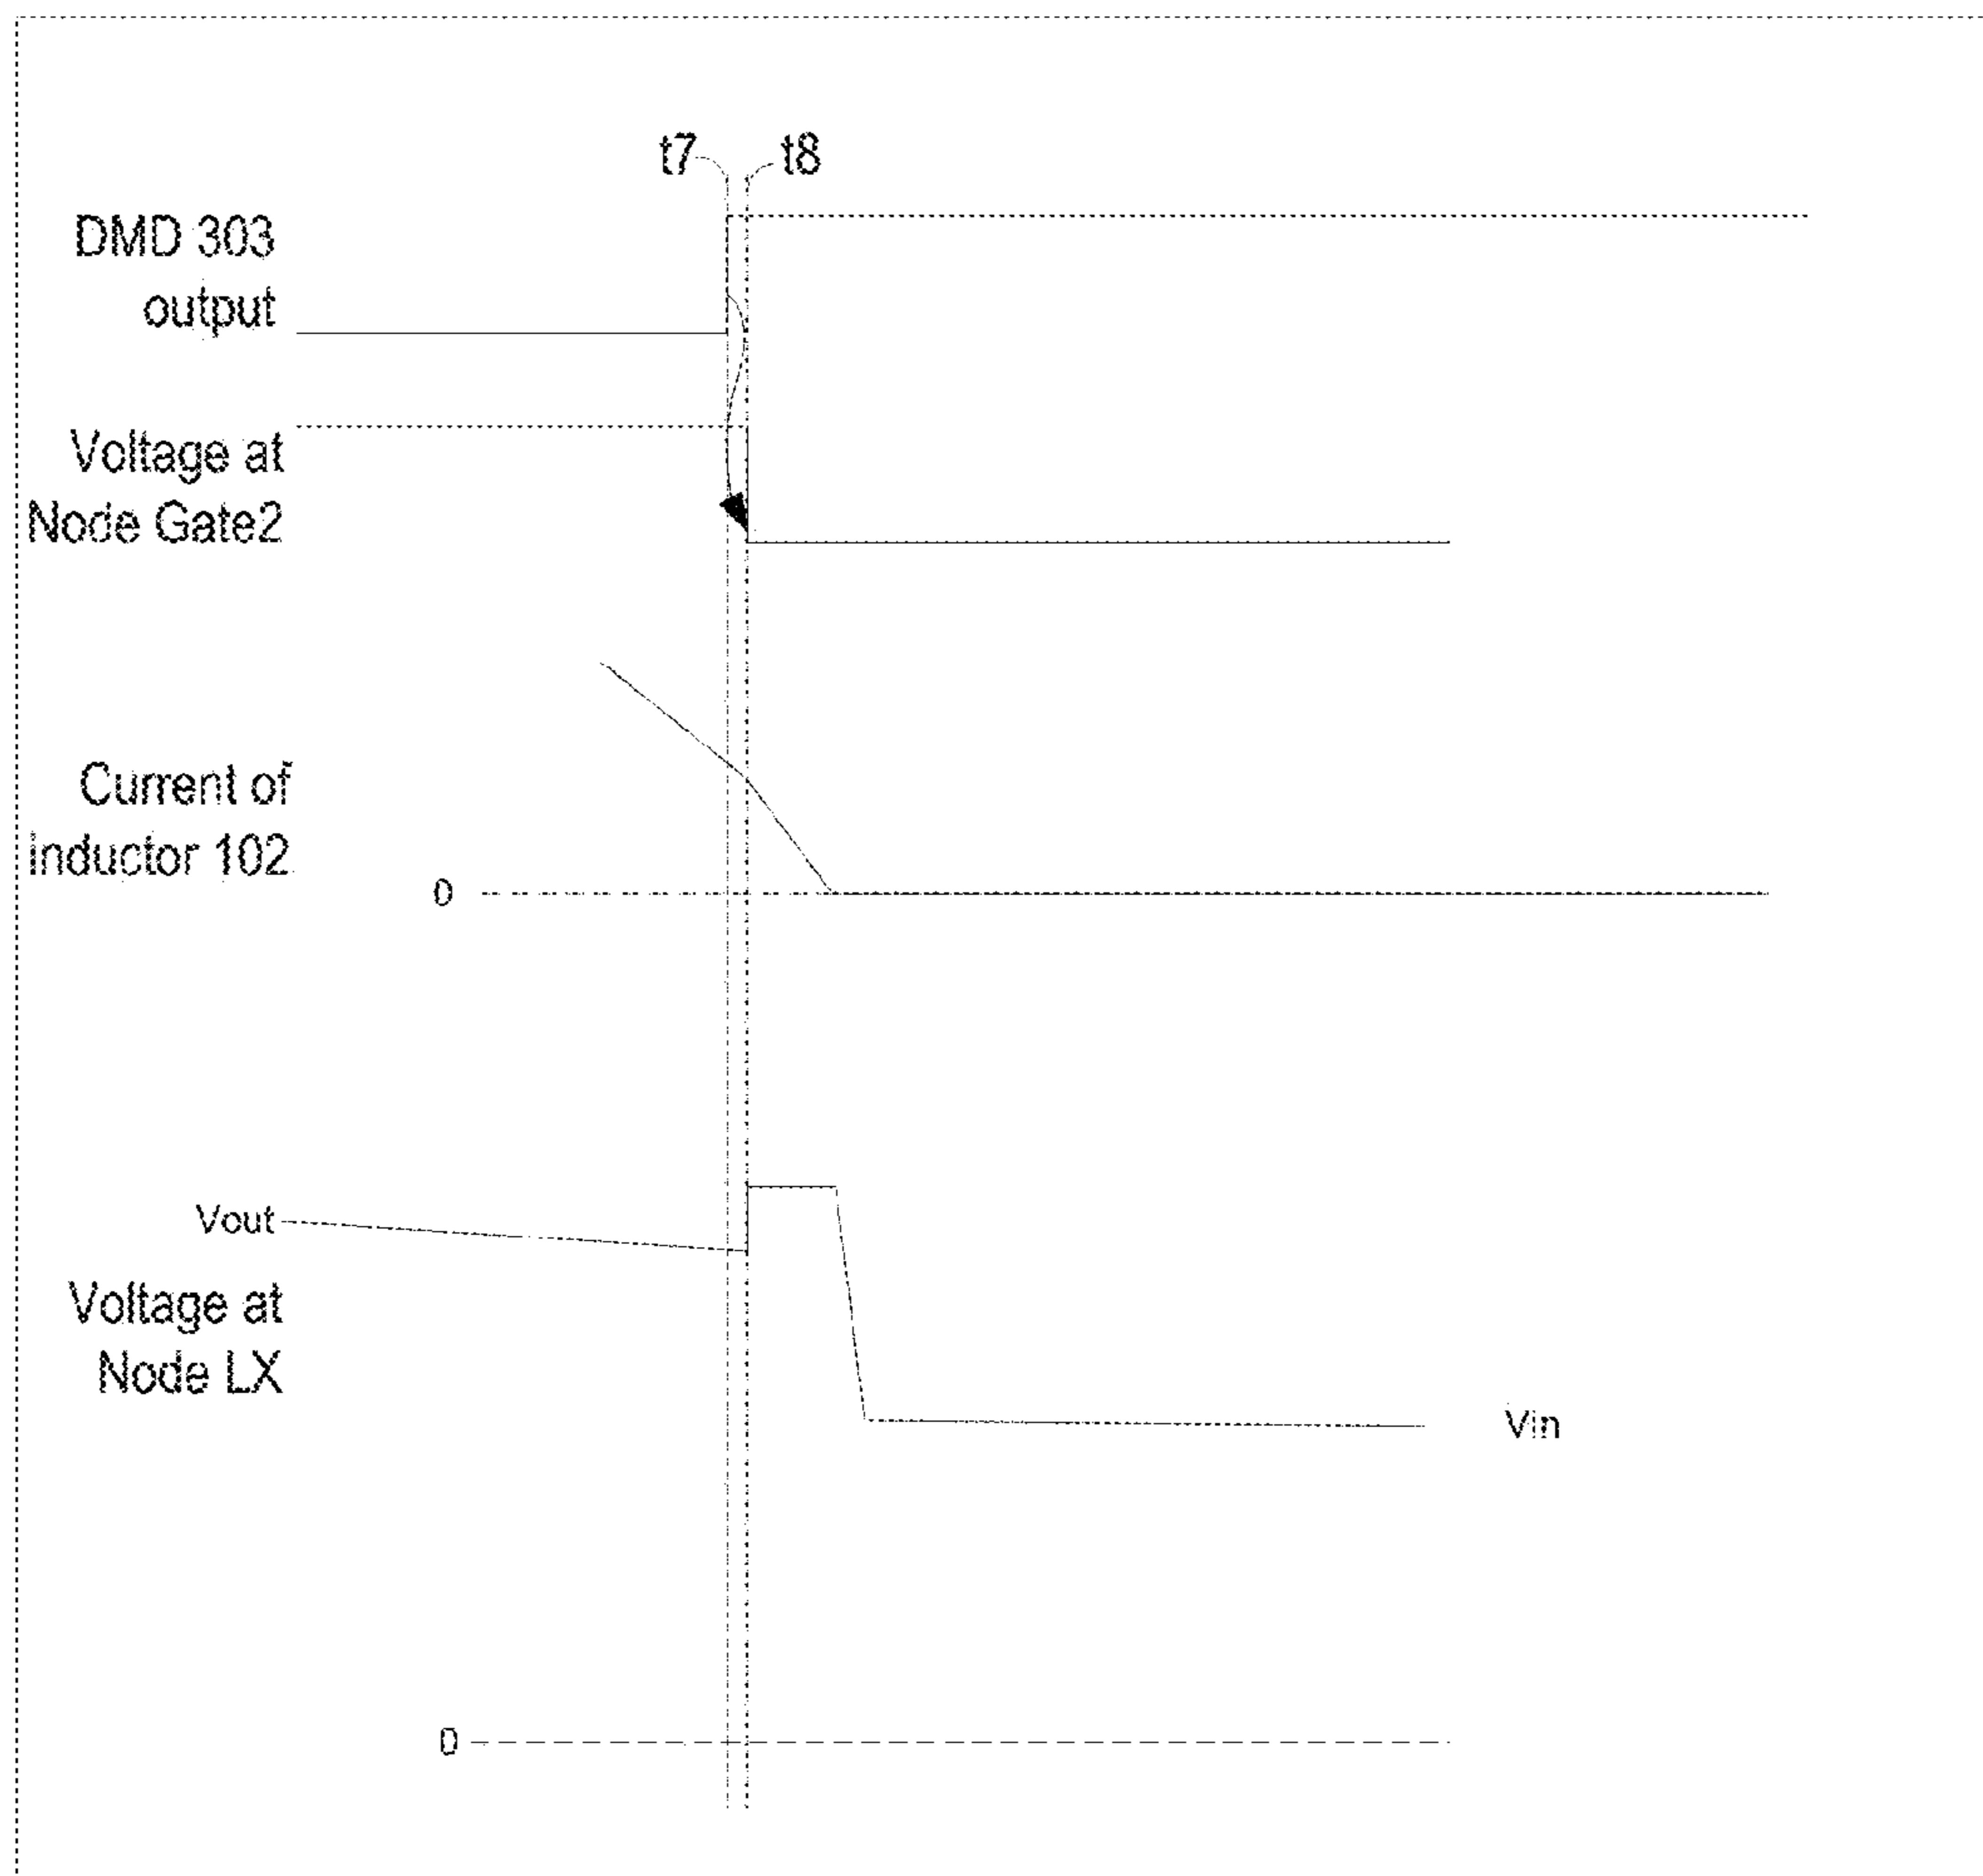 t7
t8
DMD 303
output
Voltage at
Node Gate2
Current of
inductor 102
0
Vout
Voltage at
Node LX
Vin
0